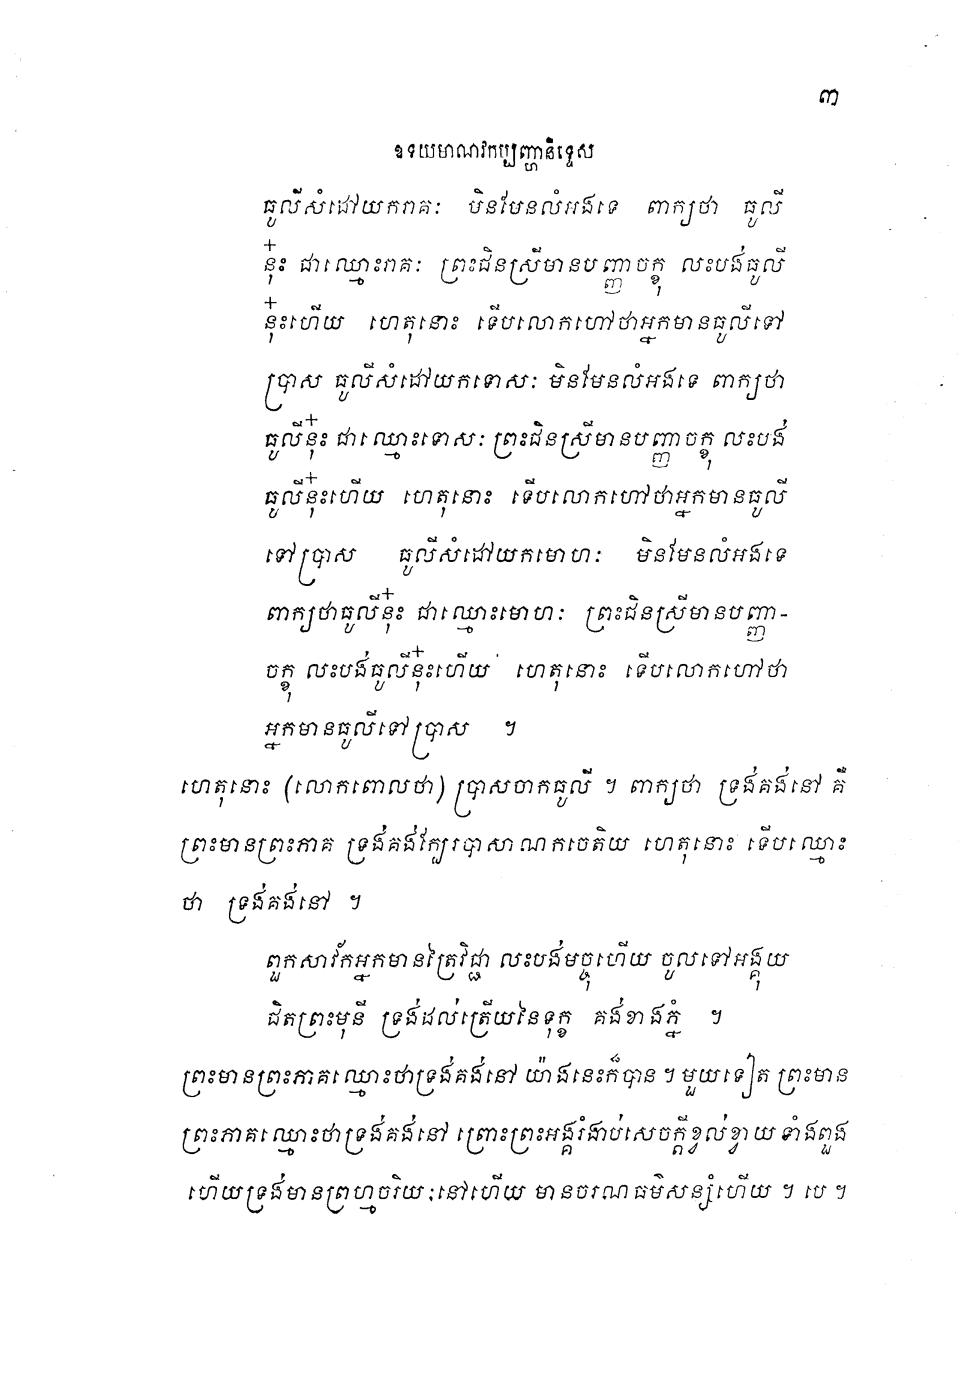 ៣
ឧទយមាណវកប្បញ្ហានិទ្ទេស
ធូលីសំដៅយករាគៈ មិនមែនលំអងទេ ពាក្យថា ធូលី
+
នុ៎ះ ជាឈ្មោះរាគៈ ព្រះជិនស្រីមានបញ្ញាចក្ខុ លះបង់ធូលី
+
នុ៎ះហើយ ហេតុនោះ ទើបលោកហៅថាអ្នកមានធូលីទៅ
ប្រាស ធូលីសំដៅយកទោសៈ មិនមែនលំអងទេ ពាក្យថា
ធូលីនុ៎ះ ជាឈ្មោះទោសៈ ព្រះជិនស្រីមានបញ្ញាចក្ខុ លះបង់
ធូលីនុ៎ះហើយ ហេតុនោះ ទើបលោកហៅថាអ្នកមានធូលី
ទៅប្រាស ធូលីសំដៅយកមោហៈ មិនមែនលំអងទេ
ពាក្យថាធូលីនុ៎ះ ជាឈ្មោះមោហៈ ព្រះជិនស្រីមានបញ្ញា-
ចក្ខុ លះបង់ធូលីនុ៎ះហើយ ហេតុនោះ ទើបលោកហៅថា
អ្នកមានធូលីទៅប្រាស ។
ហេតុនោះ (លោកពោលថា) ប្រាសចាកធូលី ។ ពាក្យថា ទ្រង់គង់នៅ គឺ
ព្រះមានព្រះភាគ ទ្រង់គង់ក្បែរបាសាណកចេតិយ ហេតុនោះ ទើបឈ្មោះ
ថា ទ្រង់គង់នៅ ។
ពួកសាវ័កអ្នកមានត្រៃវិជ្ជា លះបង់មច្ចុហើយ ចូលទៅអង្គុយ
ជិតព្រះមុនី ទ្រង់ដល់ត្រើយនៃទុក្ខ គង់ខាងភ្នំ ។
ព្រះមានព្រះភាគឈ្មោះថាទ្រង់គង់នៅ យ៉ាងនេះក៏បាន ។ មួយទៀត ព្រះមាន
ព្រះភាគឈ្មោះថាទ្រង់គង់នៅ ព្រោះព្រះអង្គរំងាប់សេចក្តីខ្វល់ខ្វាយ ទាំងពួង
ហើយទ្រង់មានព្រហ្មចរិយៈនៅហើយ មានចរណធម៌សន្សំហើយ ។ បេ ។